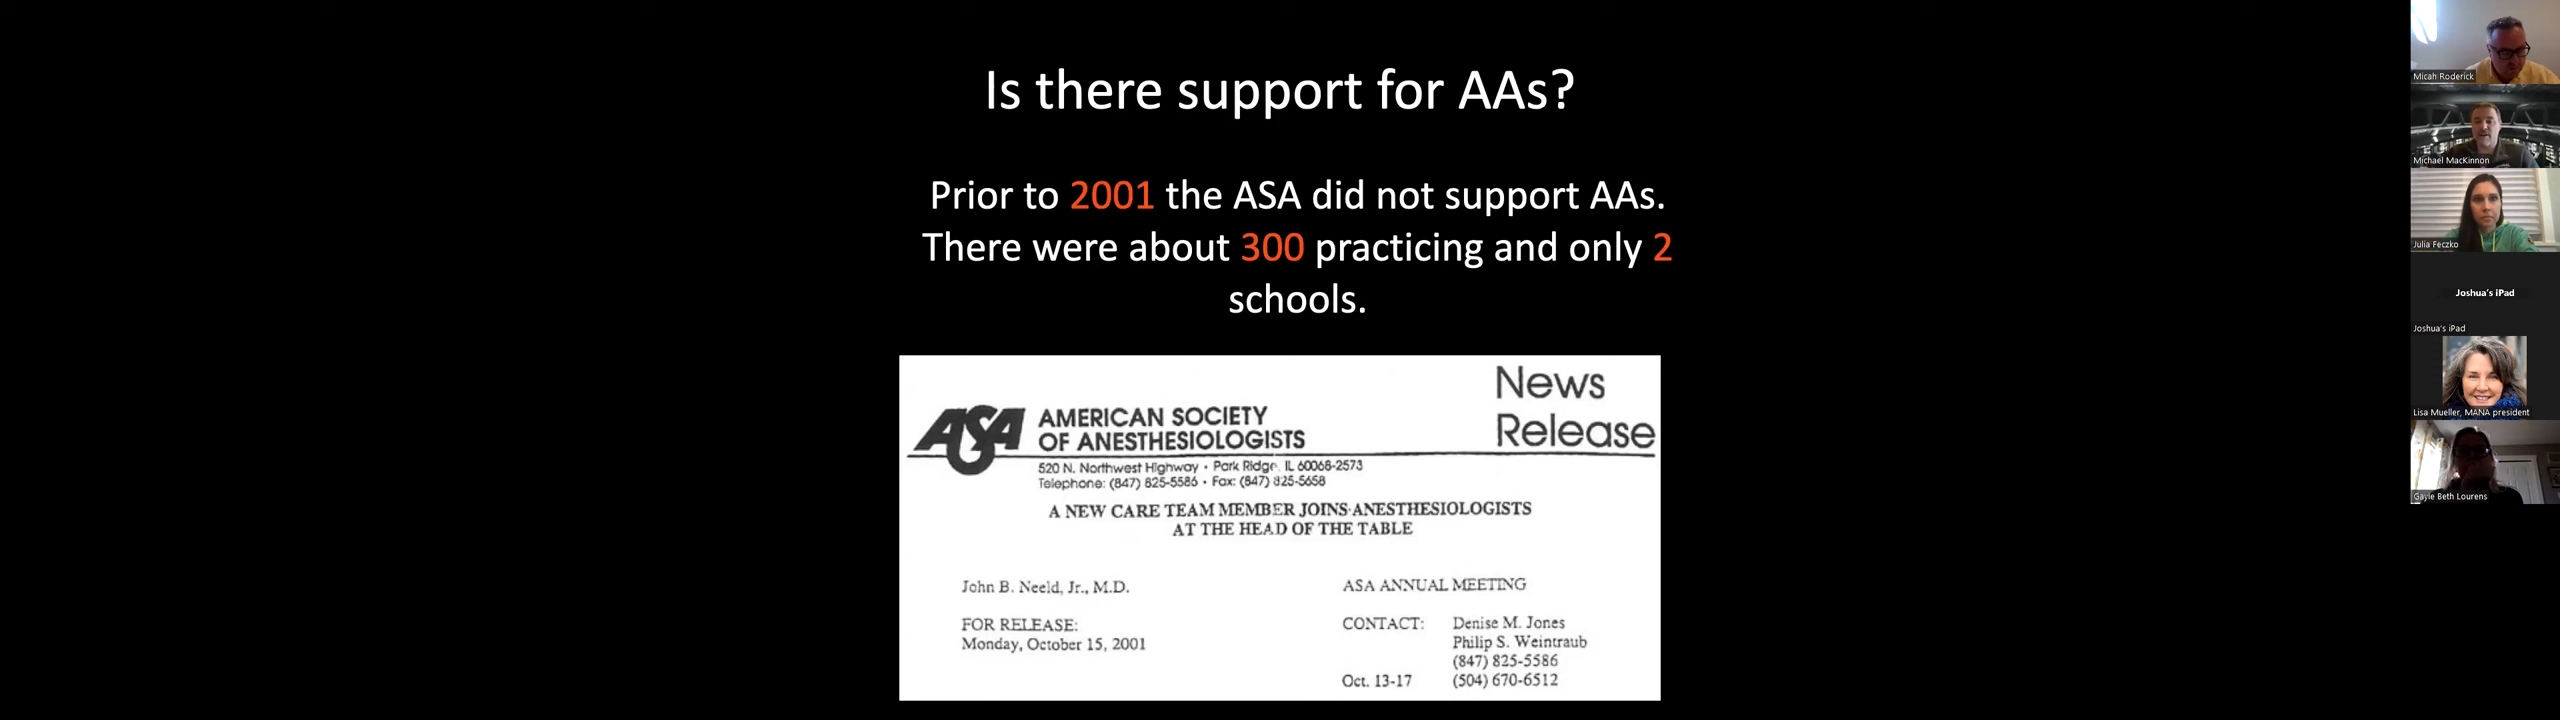 Is there support for AAs?
Prior to 2001 the ASA did not support AAs.
There were about 300 practicing and only 2
schools.
News
Release
ASA
AMERICAN SOCIETY
OF ANESTHESIOLOGISTS
520 N. Northwest Highway • Park Ridge, IL 60068-2573
Telephone: (847) 825-5586 • Fax: (847) 825-5658
A NEW CARE TEAM MEMBER JOINS ANESTHESIOLOGISTS
AT THE HEAD OF THE TABLE
John B. Neeld, Jr., M.D.
ASA ANNUAL MEETING
FOR RELEASE:
Monday, October 15, 2001
CONTACT: Denise M. Jones
Philip S. Weintraub
(847) 825-5586
Oct. 13-17 (504) 670-6512
Micah Roderick
Michael MacKinnon
Julia Feczko
Joshua's iPad
Joshua's iPad
Lisa Mueller, MANA president
Gayle Beth Lourens